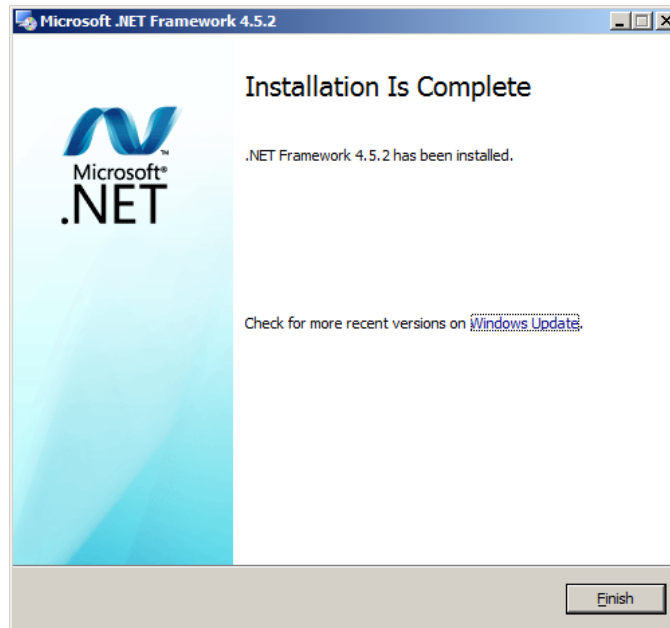 Microsoft .NET Framework 4.5.2
Installation Is Complete
.NET Framework 4.5.2 has been installed.
Microsoft®
.NET
Check for more recent versions on Windows Update.
Finish